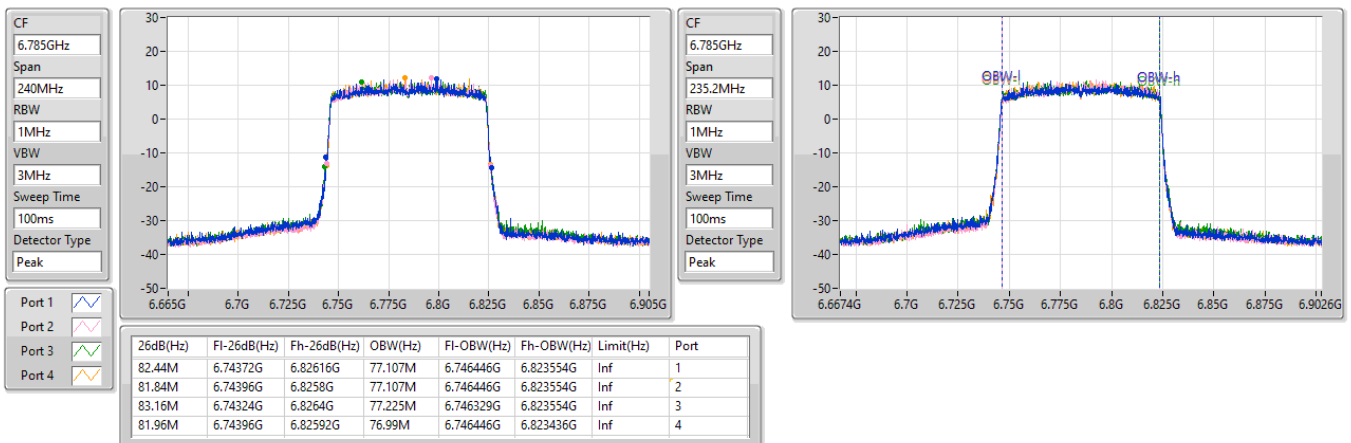 CF
6.785GHz
Span
240MHz
RBW
1MHz
VBW
3MHz
Sweep Time
100ms
Detector Type
Peak
30
20
10
0
-10
-20
-30
-40
-50
6.665G 6.7G 6.725G 6.75G 6.775G 6.8G 6.825G 6.85G 6.875G 6.905G
CF
6.785GHz
Span
235.2MHz
RBW
1MHz
VBW
3MHz
Sweep Time
100ms
Detector Type
Peak
30
20
10
0
-10
-20
-30
-40
-50
OBW-l OBW-h
6.66674G 6.7G 6.725G 6.75G 6.775G 6.8G 6.825G 6.85G 6.875G 6.9026G
Port 1
Port 2
Port 3
Port 4
26dB(Hz) Fl-26dB(Hz) Fh-26dB(Hz) OBW(Hz) Fl-OBW(Hz) Fh-OBW(Hz) Limit(Hz) Port
82.44M 6.74372G 6.82616G 77.107M 6.746446G 6.823554G Inf 1
81.84M 6.74396G 6.8258G 77.107M 6.746446G 6.823554G Inf 2
83.16M 6.74324G 6.8264G 77.225M 6.746329G 6.823554G Inf 3
81.96M 6.74396G 6.82592G 76.99M 6.746446G 6.823436G Inf 4